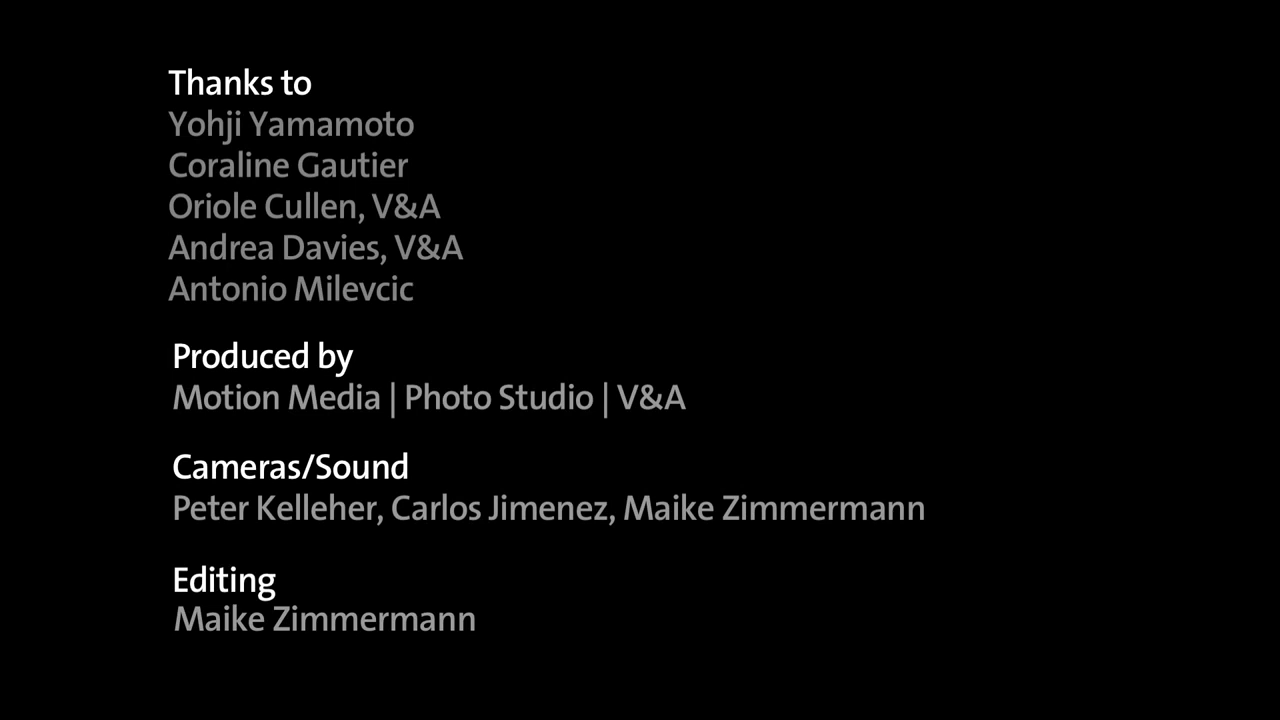 Thanks to
Yohji Yamamoto
Coraline Gautier
Oriole Cullen, V&A
Andrea Davies, V&A
Antonio Milevcic
Produced by
Motion Media | Photo Studio | V&A
Cameras/Sound
Peter Kelleher, Carlos Jimenez, Maike Zimmermann
Editing
Maike Zimmermann